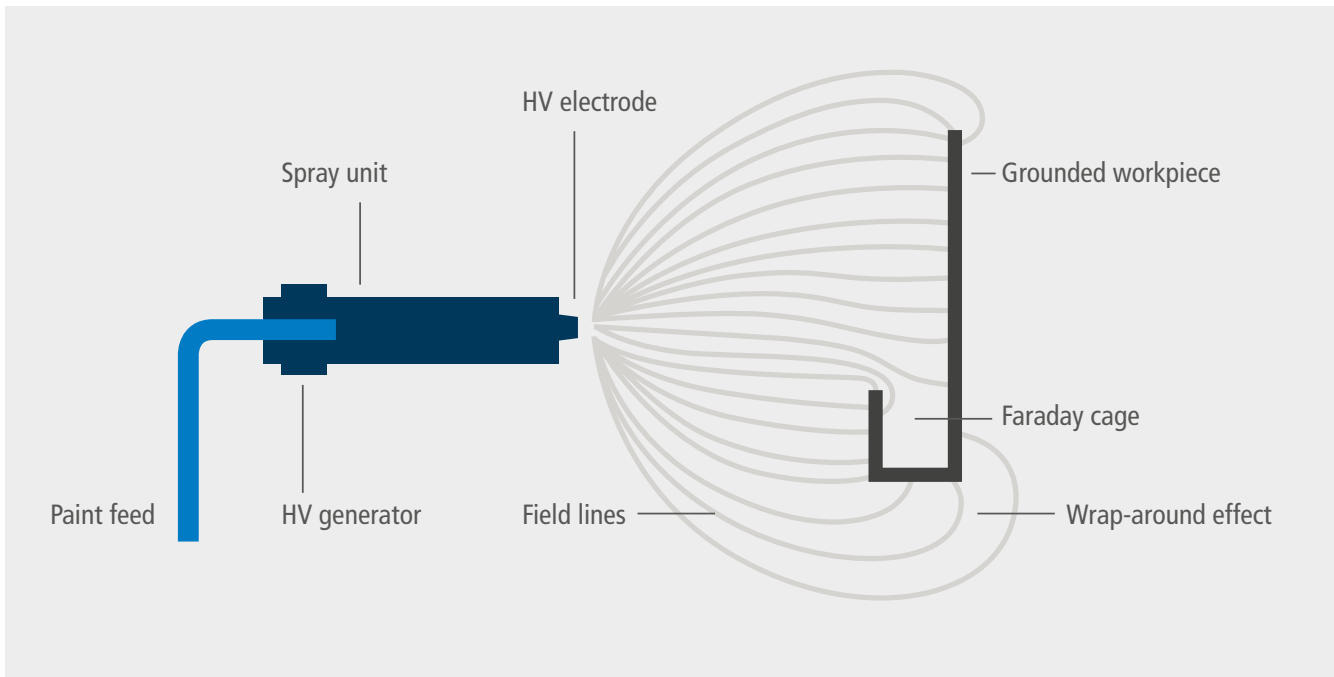 HV electrode
Spray unit
Grounded workpiece
Faraday cage
Paint feed
HV generator
Field lines
Wrap-around effect